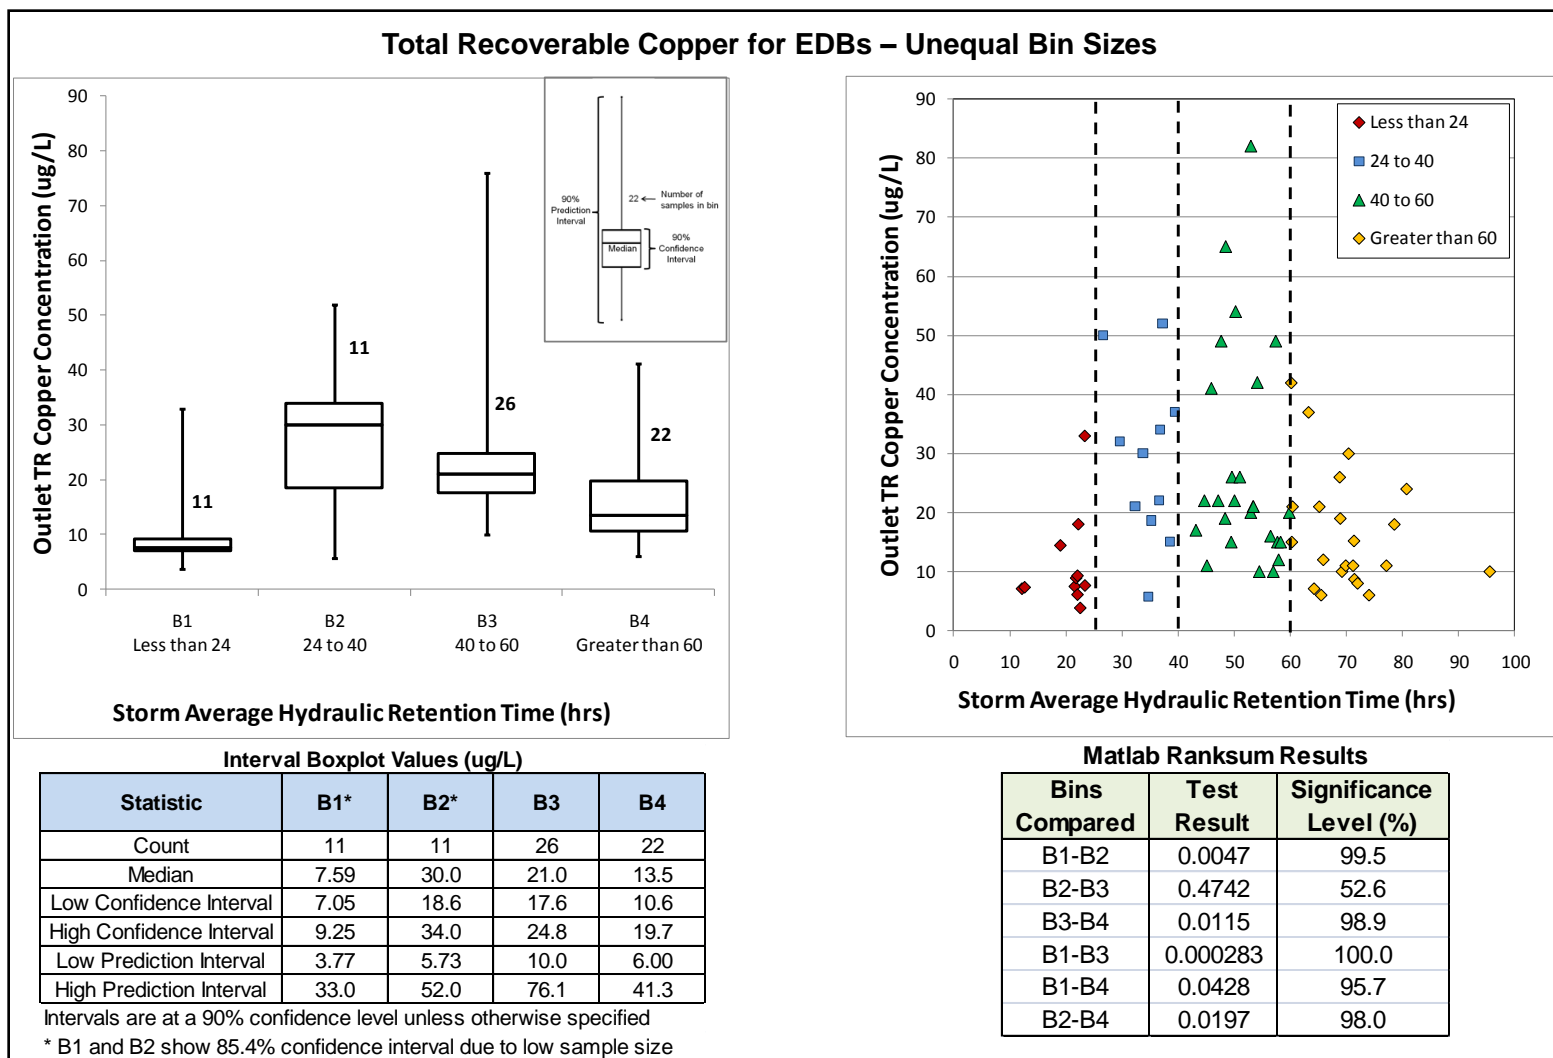 Total Recoverable Copper for EDBs – Unequal Bin Sizes
Outlet TR Copper Concentration (ug/L)
90
80
70
60
50
40
30
20
10
0
11
11
26
22
90%
Prediction
Interval
22
Number of
samples in bin
Median
90%
Confidence
Interval
B1
Less than 24
B2
24 to 40
B3
40 to 60
B4
Greater than 60
Storm Average Hydraulic Retention Time (hrs)
Outlet TR Copper Concentration (ug/L)
90
80
70
60
50
40
30
20
10
0
Less than 24
24 to 40
40 to 60
Greater than 60
0 10 20 30 40 50 60 70 80 90 100
Storm Average Hydraulic Retention Time (hrs)
Interval Boxplot Values (ug/L)
Statistic B1* B2* B3 B4
Count 11 11 26 22
Median 7.59 30.0 21.0 13.5
Low Confidence Interval 7.05 18.6 17.6 10.6
High Confidence Interval 9.25 34.0 24.8 19.7
Low Prediction Interval 3.77 5.73 10.0 6.00
High Prediction Interval 33.0 52.0 76.1 41.3
Intervals are at a 90% confidence level unless otherwise specified
* B1 and B2 show 85.4% confidence interval due to low sample size
Matlab Ranksum Results
Bins Compared Test Result Significance Level (%)
B1-B2 0.0047 99.5
B2-B3 0.4742 52.6
B3-B4 0.0115 98.9
B1-B3 0.000283 100.0
B1-B4 0.0428 95.7
B2-B4 0.0197 98.0